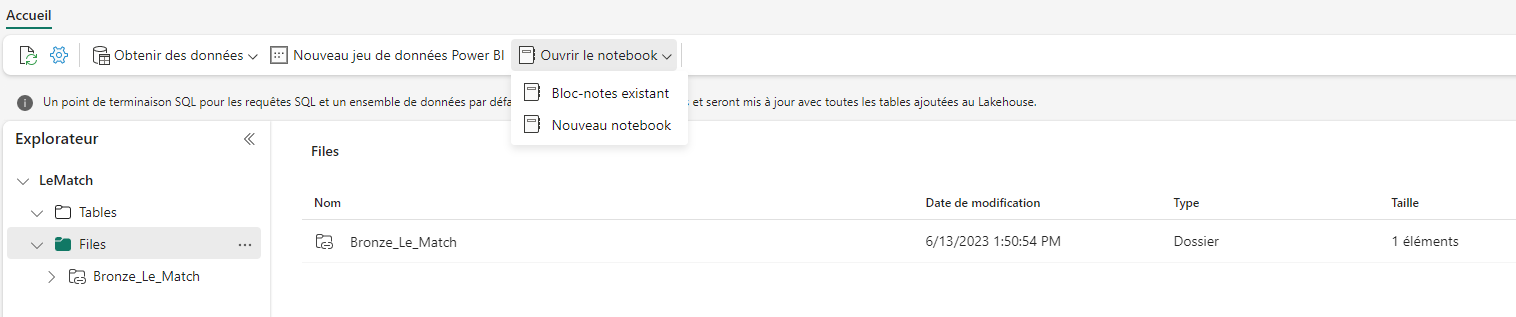 Accueil
Obtenir des données Nouveau jeu de données Power BI Ouvrir le notebook
Bloc-notes existant
Nouveau notebook
Un point de terminaison SQL pour les requêtes SQL et un ensemble de données par défa s et seront mis à jour avec toutes les tables ajoutées au Lakehouse.
Explorateur
LeMatch
Tables
Files
Bronze_Le_Match
Files
Nom Date de modification Type Taille
Bronze_Le_Match 6/13/2023 1:50:54 PM Dossier 1 éléments